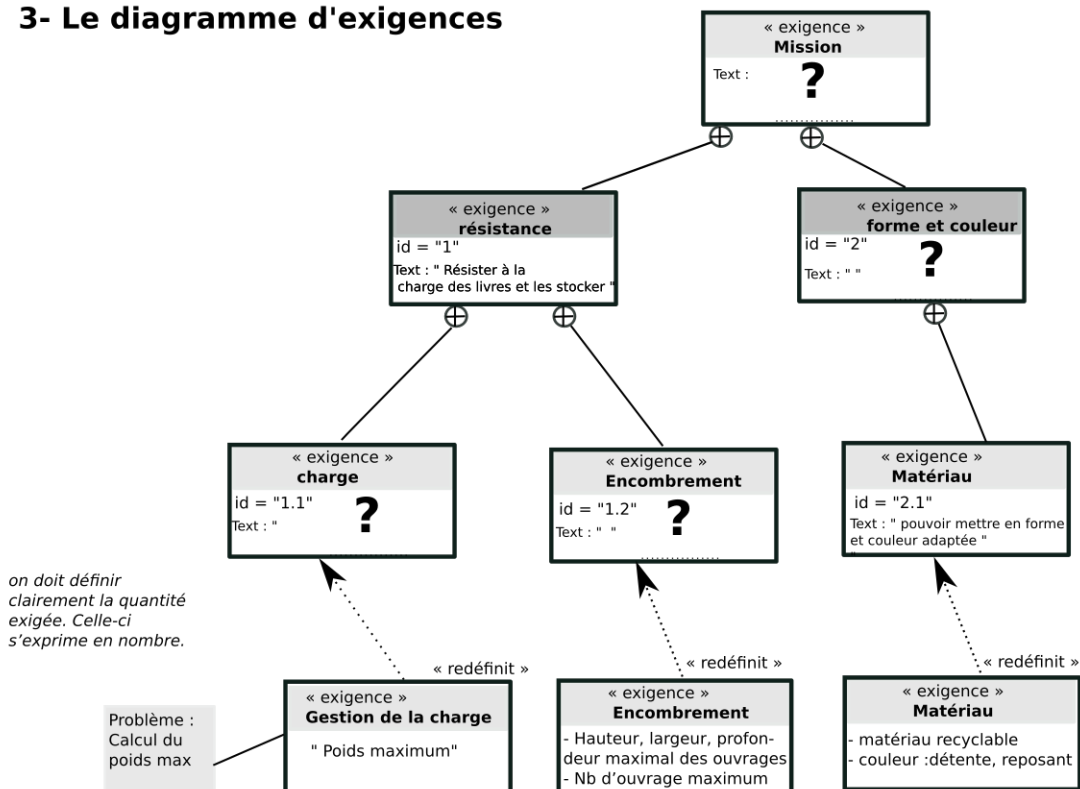 3- Le diagramme d'exigences
« exigence »
Mission
Text :
?
................
« exigence »
résistance
id = "1"
Text : " Résister à la
charge des livres et les stocker "
« exigence »
forme et couleur
id = "2"
?
Text : " "
................
« exigence »
charge
id = "1.1"
?
Text : "
................
« exigence »
Encombrement
id = "1.2"
?
Text : "  "
................
« exigence »
Matériau
id = "2.1"
Text : " pouvoir mettre en forme
et couleur adaptée "
"
on doit définir
clairement la quantité
exigée. Celle-ci
s’exprime en nombre.
« redéfinit »
« redéfinit »
« redéfinit »
Problème :
Calcul du
poids max
« exigence »
Gestion de la charge
" Poids maximum"
« exigence »
Encombrement
- Hauteur, largeur, profon-
deur maximal des ouvrages
- Nb d’ouvrage maximum
« exigence »
Matériau
- matériau recyclable
- couleur :détente, reposant